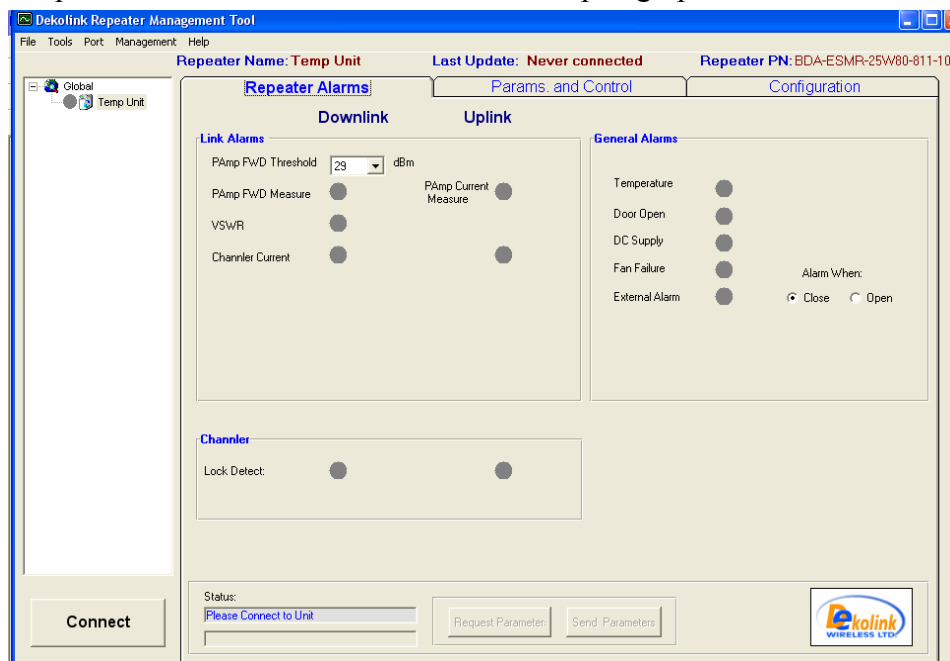 Dekolink Repeater Management Tool
File Tools Port Management Help
Repeater Name: Temp Unit Last Update: Never connected Repeater PN: BDA-ESMR-25W80-811-10
Global
Temp Unit
Repeater Alarms Params. and Control Configuration
Downlink Uplink
Link Alarms General Alarms
PAmp FWD Threshold 29 dBm
PAmp FWD Measure PAmp Current
Measure
VSWR
Channler Current
Temperature
Door Open
DC Supply
Fan Failure Alarm When:
External Alarm Close Open
Channler
Lock Detect:
Status:
Please Connect to Unit
Connect Request Parameter Send Parameters
Dekolink
WIRELESS LTD.